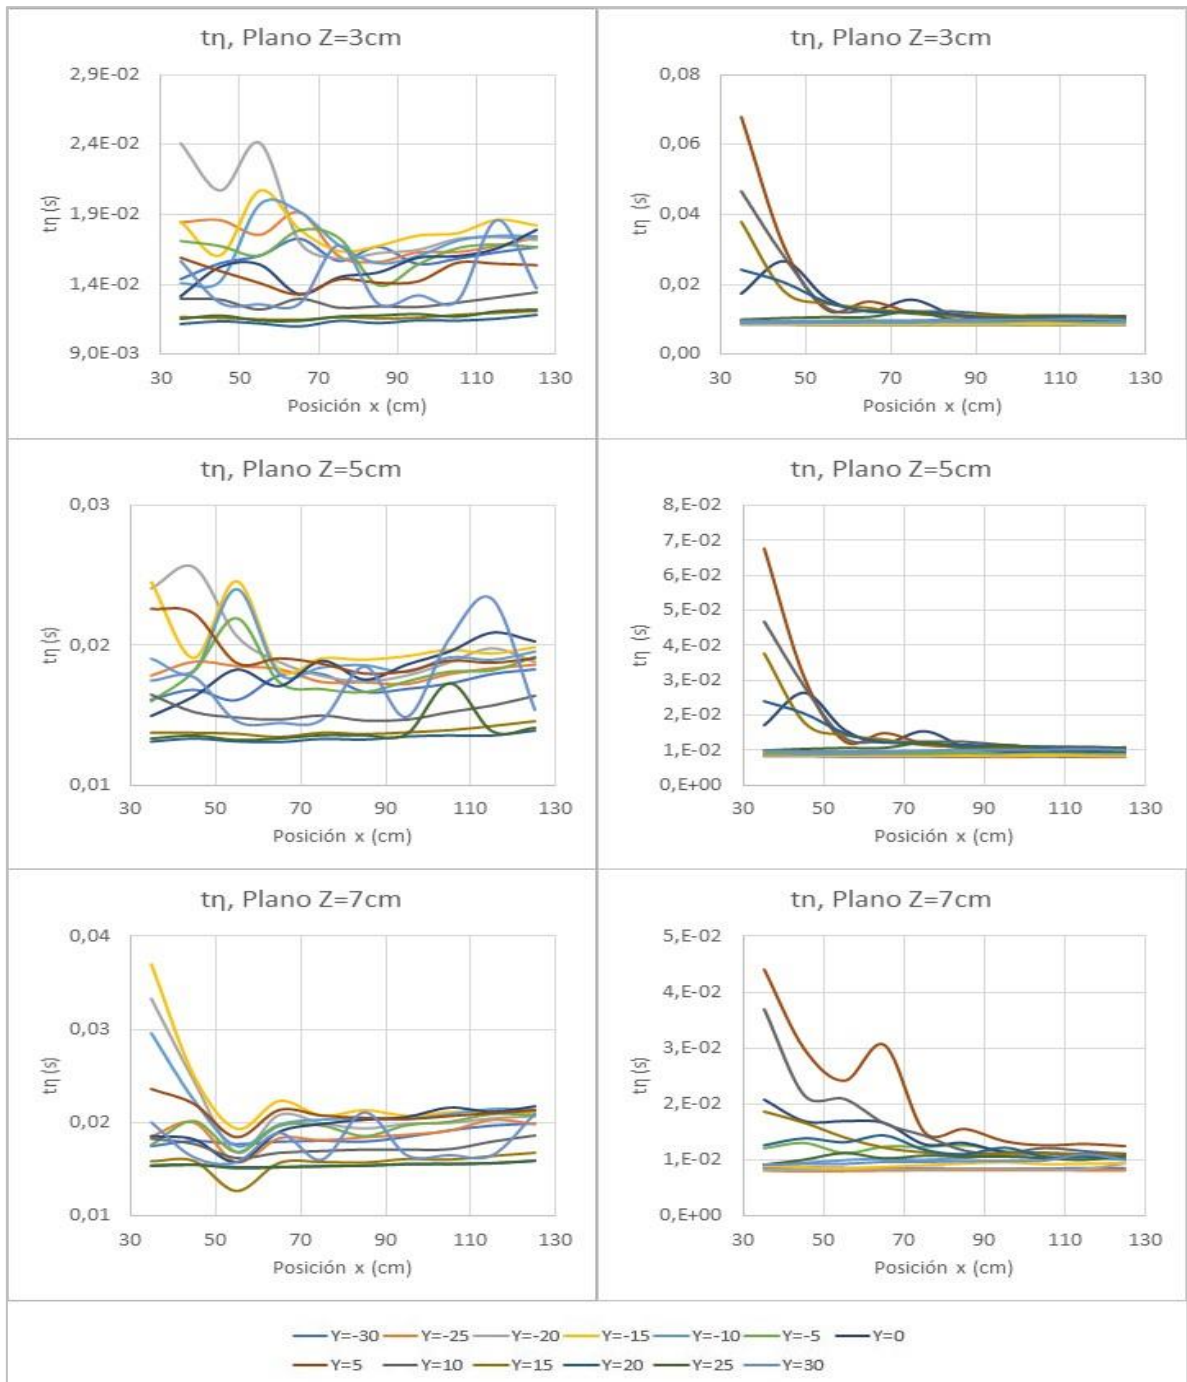 tη, Plano Z=3cm
2,9E-02
2,4E-02
1,9E-02
1,4E-02
9,0E-03
tη (s)
30 50 70 90 110 130
Posición x (cm)
tη, Plano Z=3cm
0,08
0,06
0,04
0,02
0,00
tη (s)
30 50 70 90 110 130
Posición x (cm)
tη, Plano Z=5cm
0,03
0,02
0,01
tη (s)
30 50 70 90 110 130
Posición x (cm)
tn, Plano Z=5cm
8,E-02
7,E-02
6,E-02
5,E-02
4,E-02
3,E-02
2,E-02
1,E-02
0,E+00
tη (s)
30 50 70 90 110 130
Posición x (cm)
tη, Plano Z=7cm
0,04
0,03
0,02
0,01
tη (s)
30 50 70 90 110 130
Posición x (cm)
tn, Plano Z=7cm
5,E-02
4,E-02
3,E-02
2,E-02
1,E-02
0,E+00
tη (s)
30 50 70 90 110 130
Posición x (cm)
Y=-30 Y=-25 Y=-20 Y=-15 Y=-10 Y=-5 Y=0
Y=5 Y=10 Y=15 Y=20 Y=25 Y=30